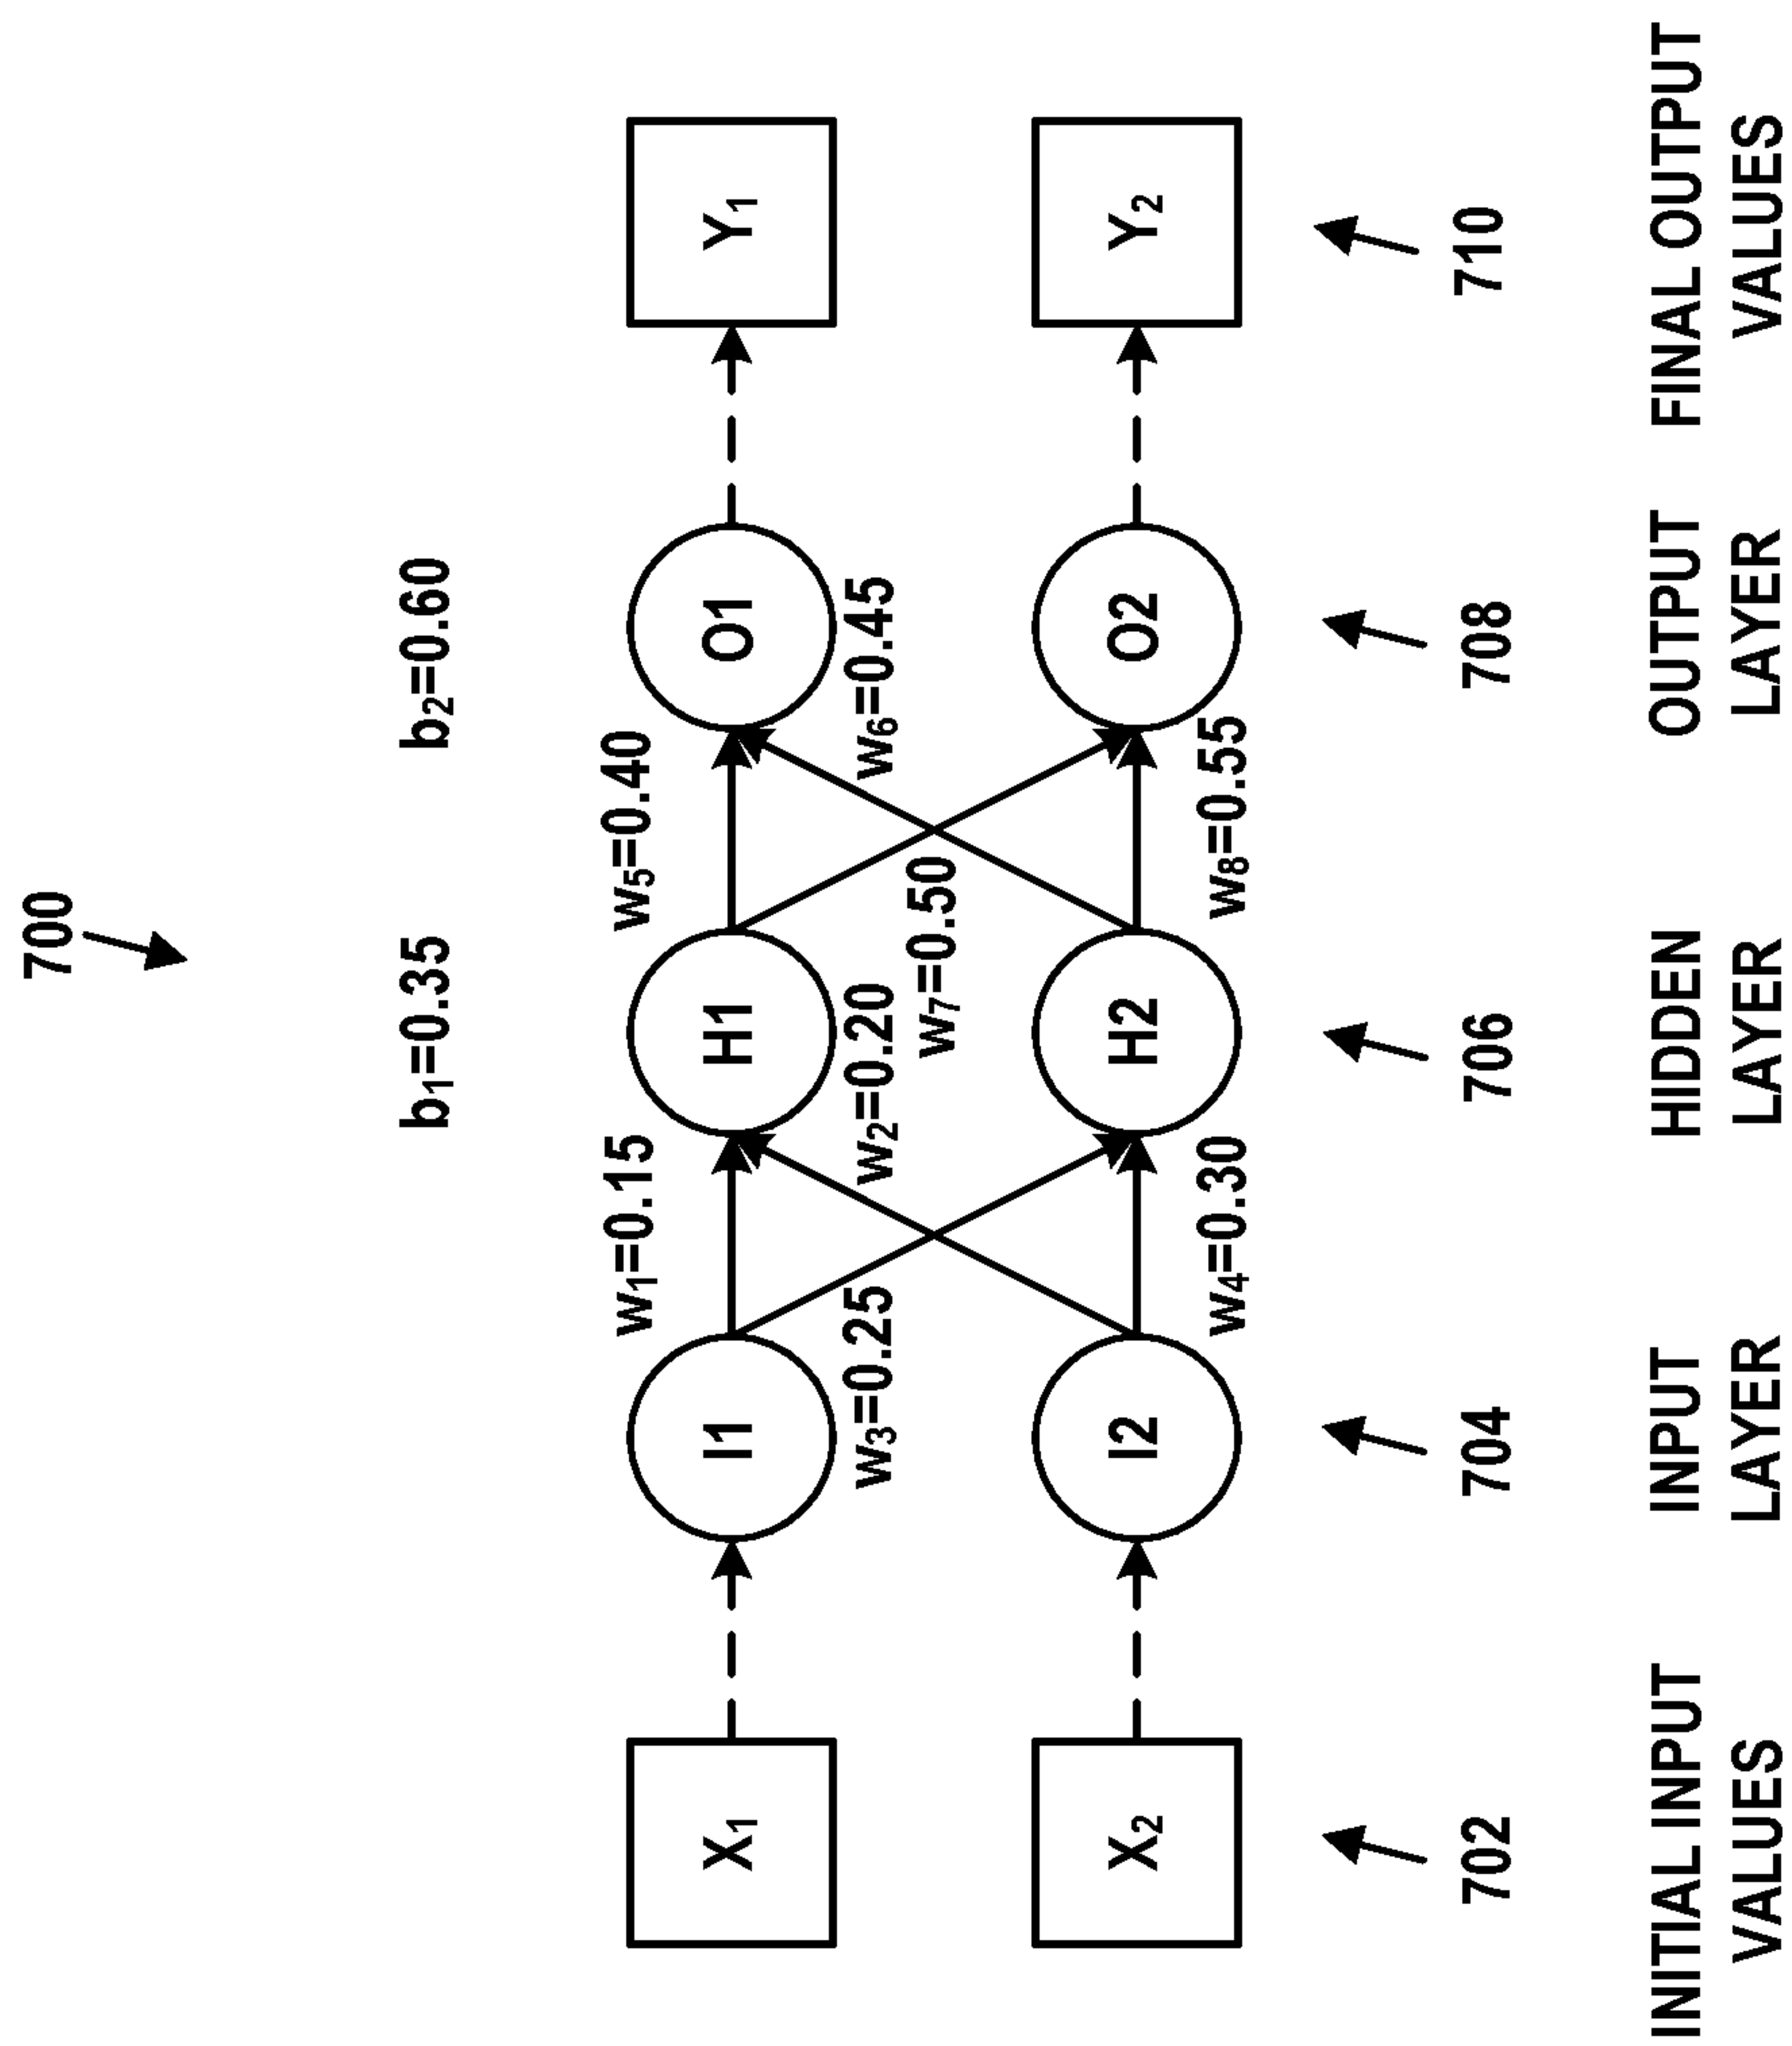 700
b1=0.35
b2=0.60
w1=0.15
w5=0.40
X1
I1
H1
O1
Y1
w3=0.25
w2=0.20
w6=0.45
w7=0.50
X2
I2
H2
O2
Y2
w4=0.30
w8=0.55
702
704
706
708
710
INITIAL INPUT
VALUES
INPUT
LAYER
HIDDEN
LAYER
OUTPUT
LAYER
FINAL OUTPUT
VALUES